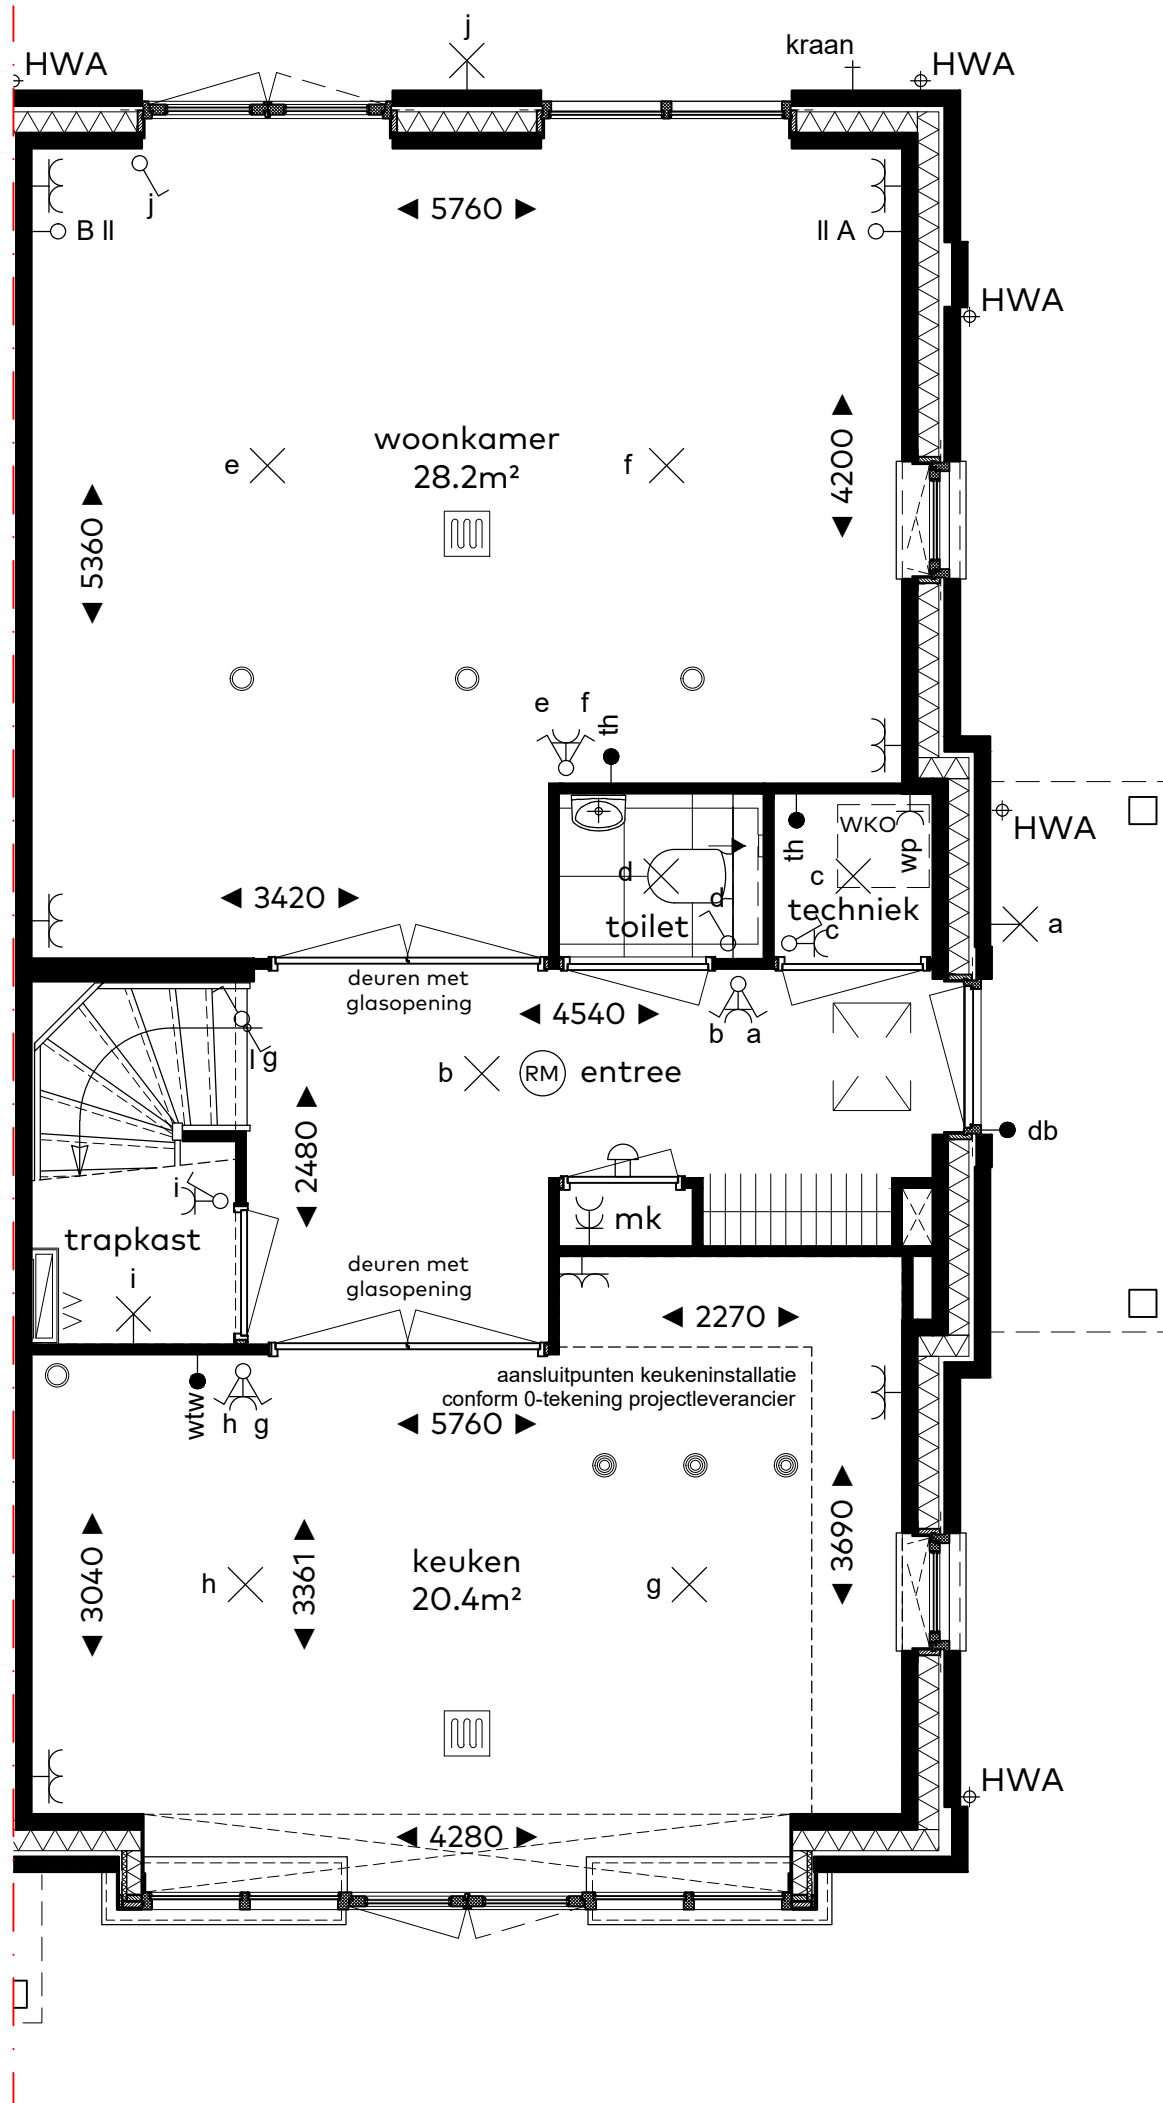 j
kraan
HWA
HWA
j
5760
B II
II A
HWA
woonkamer
28.2m²
e
f
4200
5360
e f
th
HWA
WKO
th
wp
d
c
d
3420
toilet
techniek
c
a
deuren met
glasopening
4540
b a
l g
b
RM
entree
db
2480
i
mk
trapkast
i
deuren met
glasopening
2270
aansluitpunten keukeninstallatie
conform 0-tekening projectleverancier
wtw
h g
5760
3690
3040
3361
keuken
20.4m²
h
g
HWA
4280